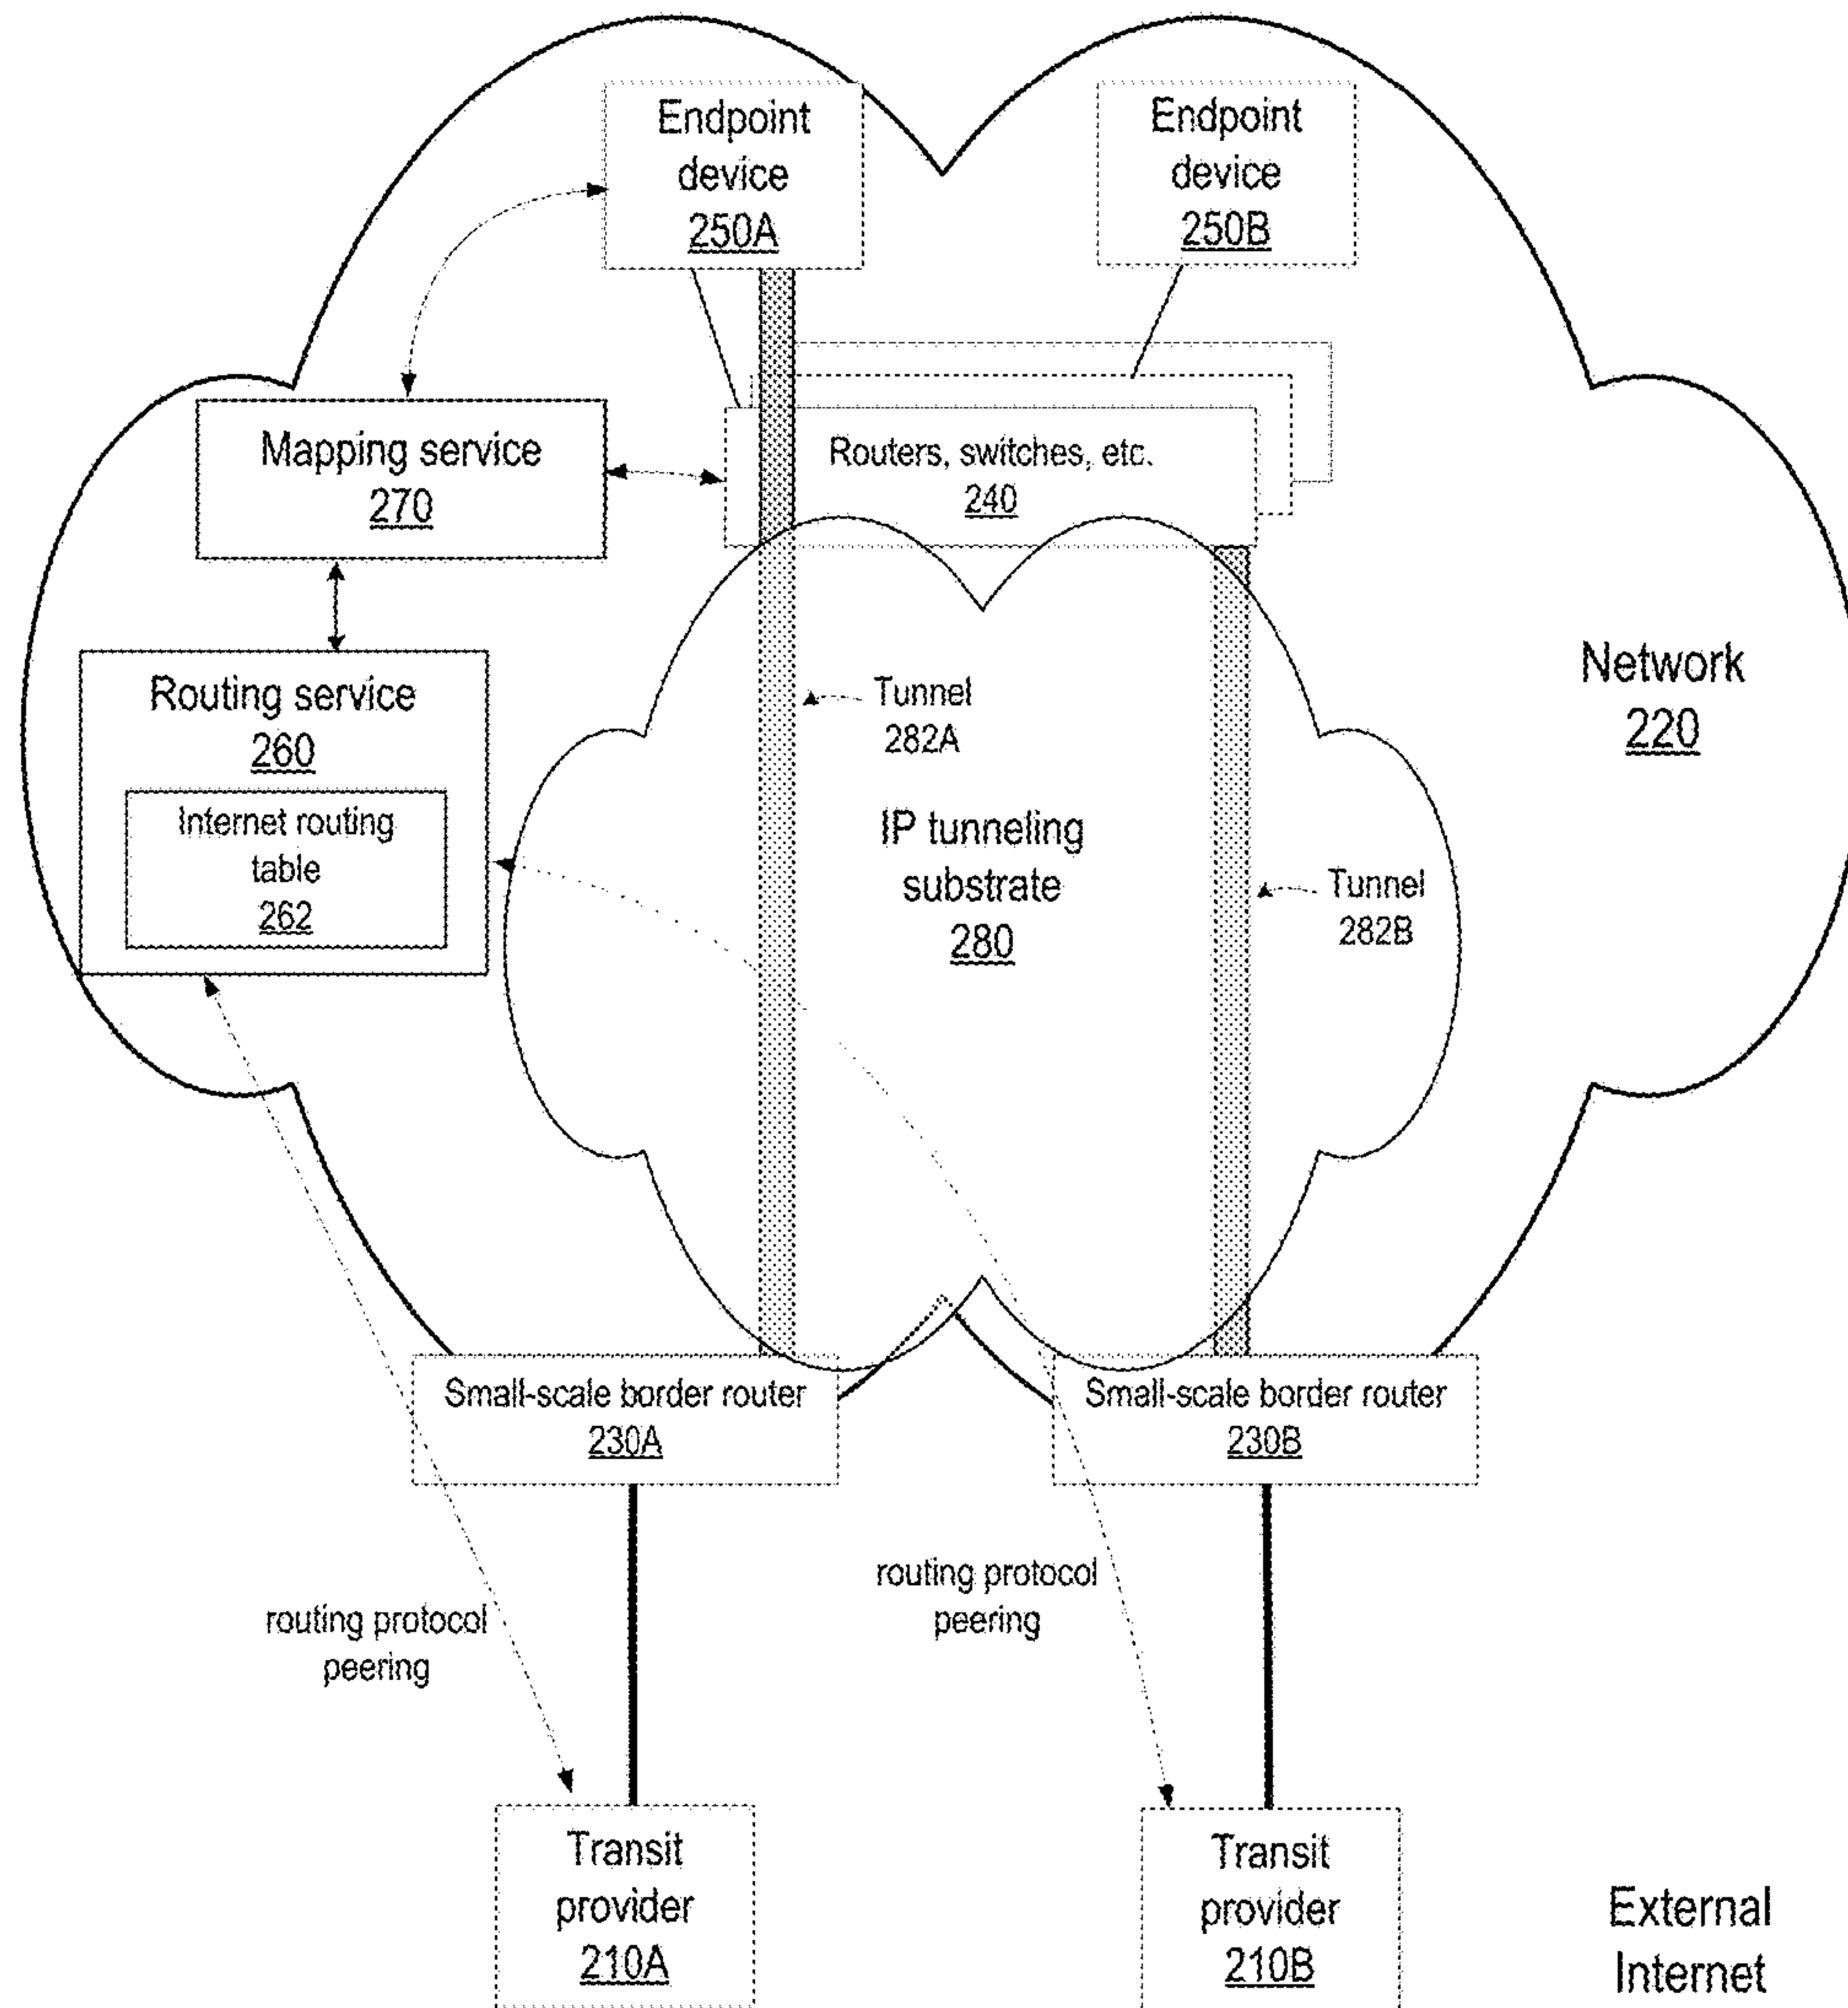 Endpoint
device
250A
Endpoint
device
250B
Mapping service
270
Routers, switches, etc.
240
Routing service
260
Internet routing
table
262
Tunnel
282A
IP tunneling
substrate
280
Tunnel
282B
Network
220
Small-scale border router
230A
Small-scale border router
230B
routing protocol
peering
routing protocol
peering
Transit
provider
210A
Transit
provider
210B
External
Internet